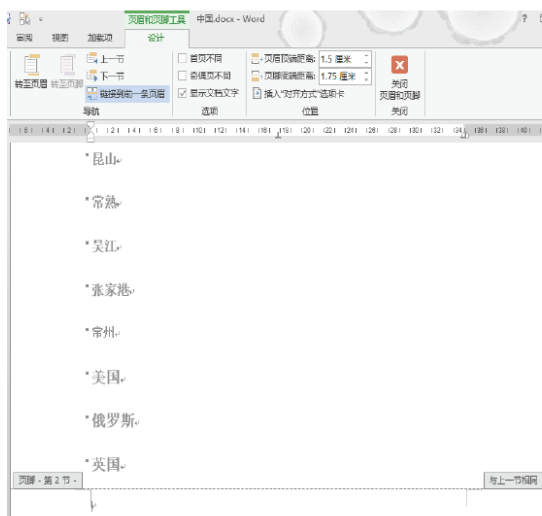 页眉和页脚工具 中国.docx - Word ?
审阅 视图 加载项 设计
转至页眉 转至页脚
上一节
下一节
链接到前一条页眉
导航
首页不同
奇偶页不同
显示文档文字
选项
页眉顶端距离: 1.5 厘米
页脚底端距离: 1.75 厘米
插入"对齐方式"选项卡
位置
关闭
页眉和页脚
关闭
昆山
常熟
吴江
张家港
常州
美国
俄罗斯
英国
页脚 - 第 2 节 -
与上一节相同